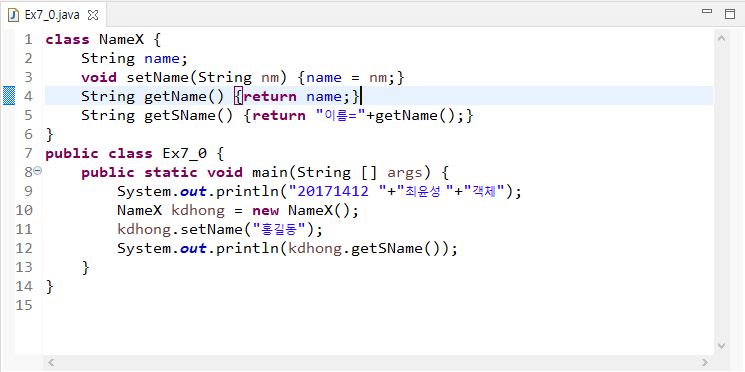 Ex7_0.java
1 class NameX {
2     String name;
3     void setName(String nm) {name = nm;}
4     String getName() {return name;}
5     String getSName() {return "이름="+getName();}
6 }
7 public class Ex7_0 {
8     public static void main(String [] args) {
9         System.out.println("20171412 "+"최윤성 "+"객체");
10         NameX kdhong = new NameX();
11         kdhong.setName("홍길동");
12         System.out.println(kdhong.getSName());
13     }
14 }
15